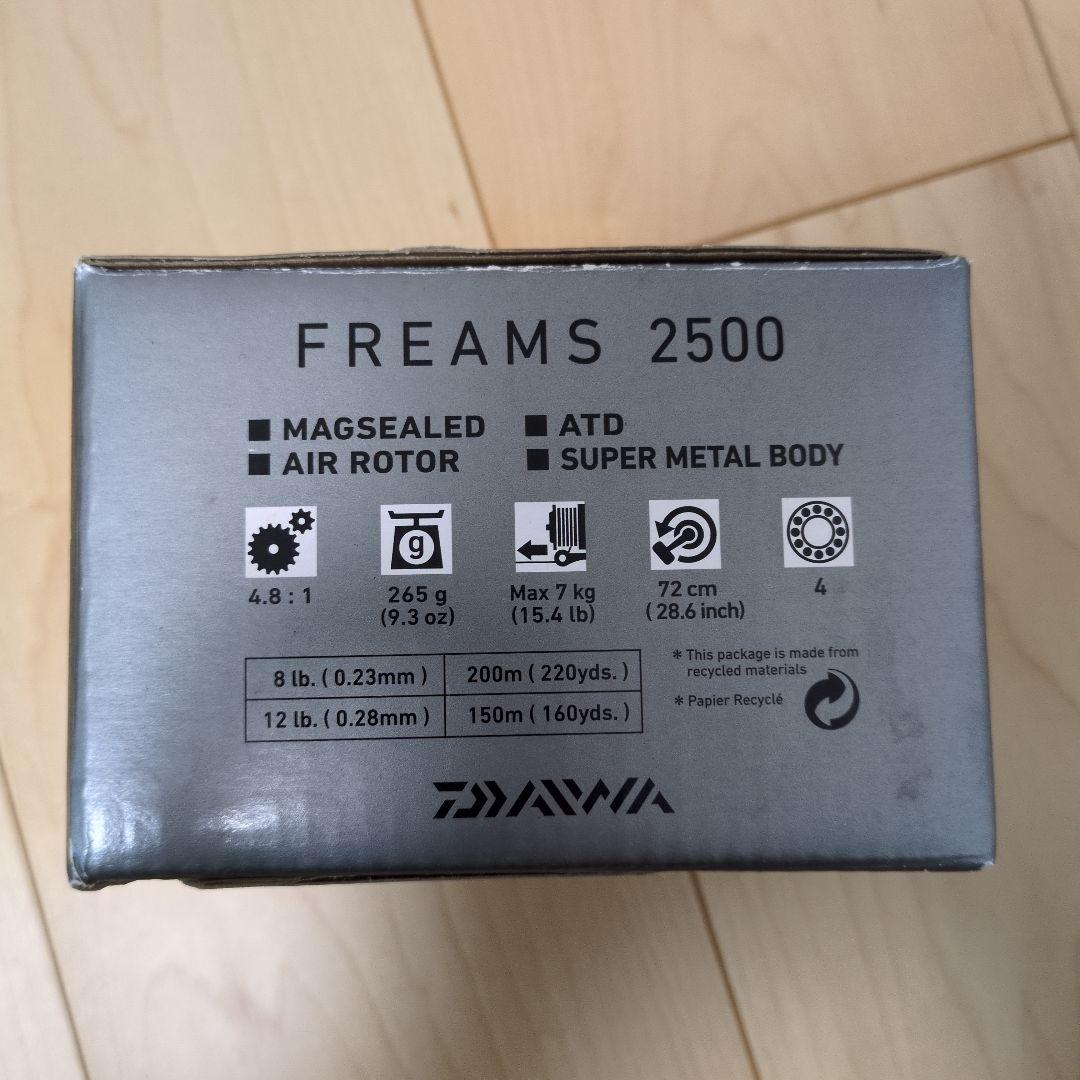 FREAMS 2500
■ MAGSEALED ■ ATD
■ AIR ROTOR ■ SUPER METAL BODY
g
4.8 : 1 265 g Max 7 kg 72 cm 4
(9.3 oz) (15.4 lb) ( 28.6 inch)
8 lb. ( 0.23mm ) 200m ( 220yds. )
12 lb. ( 0.28mm ) 150m ( 160yds. )
* This package is made from
recycled materials
* Papier Recyclé
DAIWA